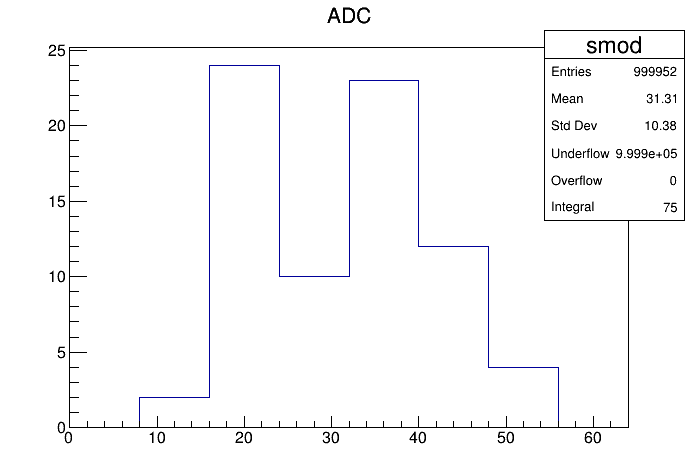 ADC
smod
Entries 999952
Mean 31.31
Std Dev 10.38
Underflow 9.999e+05
Overflow 0
Integral 75
25
20
15
10
5
0
0 10 20 30 40 50 60